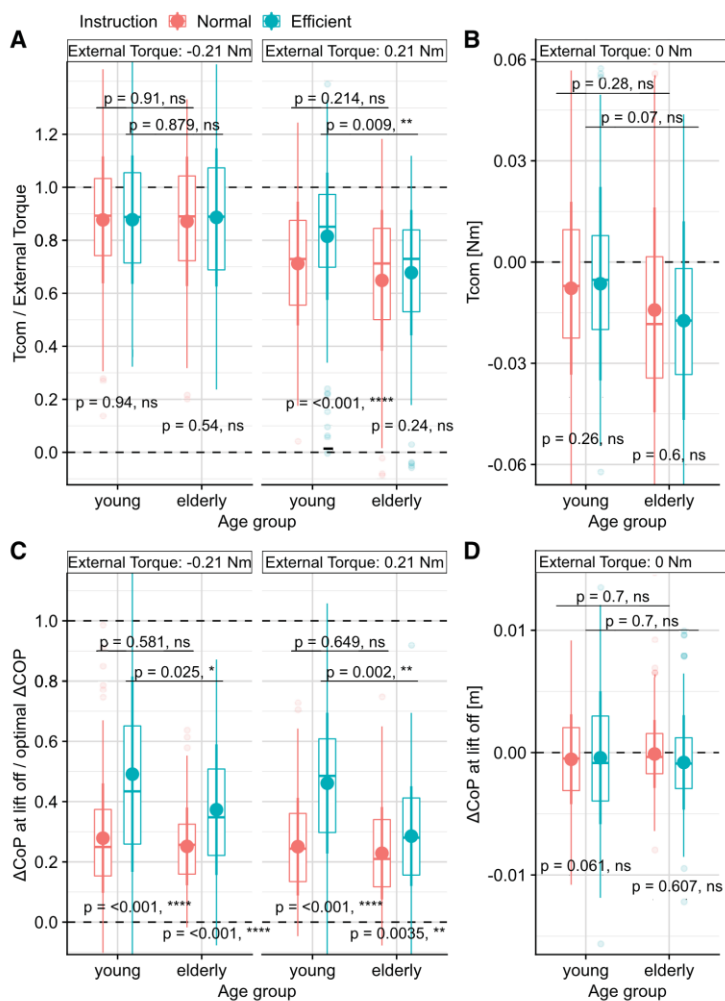 Instruction Normal Efficient
A
External Torque: -0.21 Nm
External Torque: 0.21 Nm
Tcom / External Torque
1.2
1.0
0.8
0.6
0.4
0.2
0.0
p = 0.91, ns
p = 0.879, ns
p = 0.94, ns
p = 0.54, ns
p = 0.214, ns
p = 0.009, **
p = <0.001, ****
p = 0.24, ns
young
elderly
young
elderly
Age group
B
External Torque: 0 Nm
Tcom [Nm]
0.06
0.03
0.00
-0.03
-0.06
p = 0.28, ns
p = 0.07, ns
p = 0.26, ns
p = 0.6, ns
young
elderly
Age group
C
External Torque: -0.21 Nm
External Torque: 0.21 Nm
ΔCoP at lift off / optimal ΔCOP
1.0
0.8
0.6
0.4
0.2
0.0
p = 0.581, ns
p = 0.025, *
p = <0.001, ****
p = <0.001, ****
p = 0.649, ns
p = 0.002, **
p = <0.001, ****
p = 0.0035, **
young
elderly
young
elderly
Age group
D
External Torque: 0 Nm
ΔCoP at lift off [m]
0.01
0.00
-0.01
p = 0.7, ns
p = 0.7, ns
p = 0.061, ns
p = 0.607, ns
young
elderly
Age group